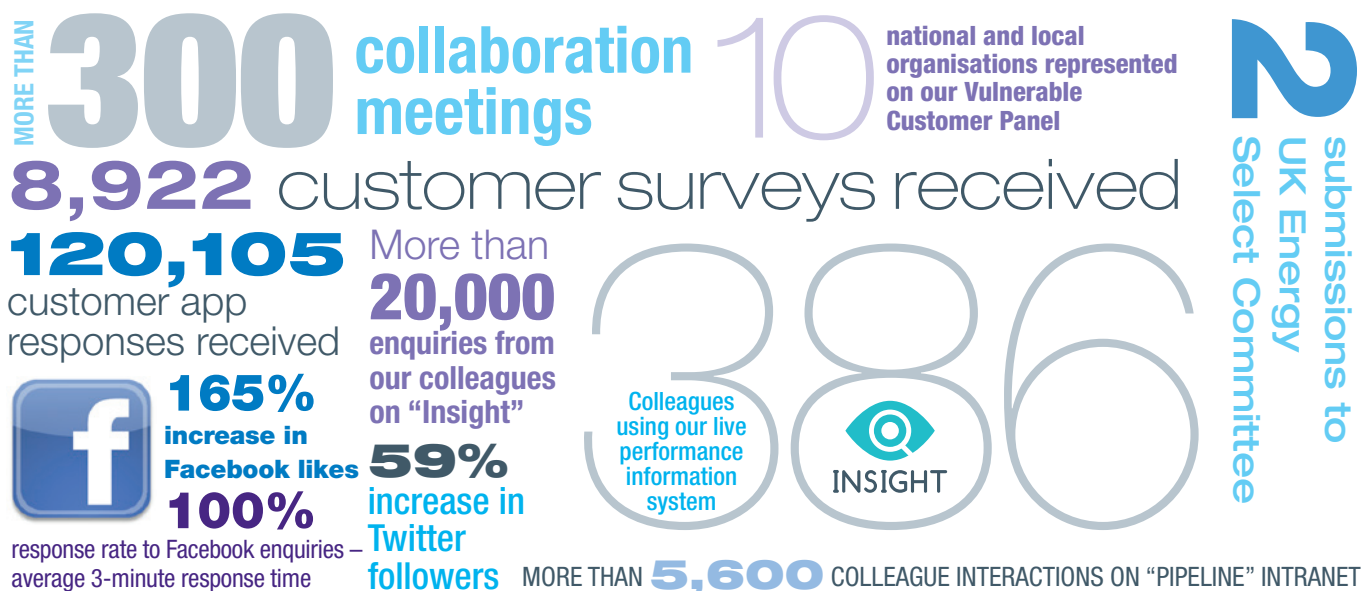 MORE THAN
300
collaboration
meetings
10
national and local
organisations represented
on our Vulnerable
Customer Panel
2
submissions to
UK Energy
Select Committee
8,922 customer surveys received
120,105
customer app
responses received
More than
20,000
enquiries from
our colleagues
on “Insight”
386
Colleagues
using our live
performance
information
system
INSIGHT
f
165%
increase in
Facebook likes
100%
response rate to Facebook enquiries –
average 3-minute response time
59%
increase in
Twitter
followers
MORE THAN 5,600 COLLEAGUE INTERACTIONS ON “PIPELINE” INTRANET